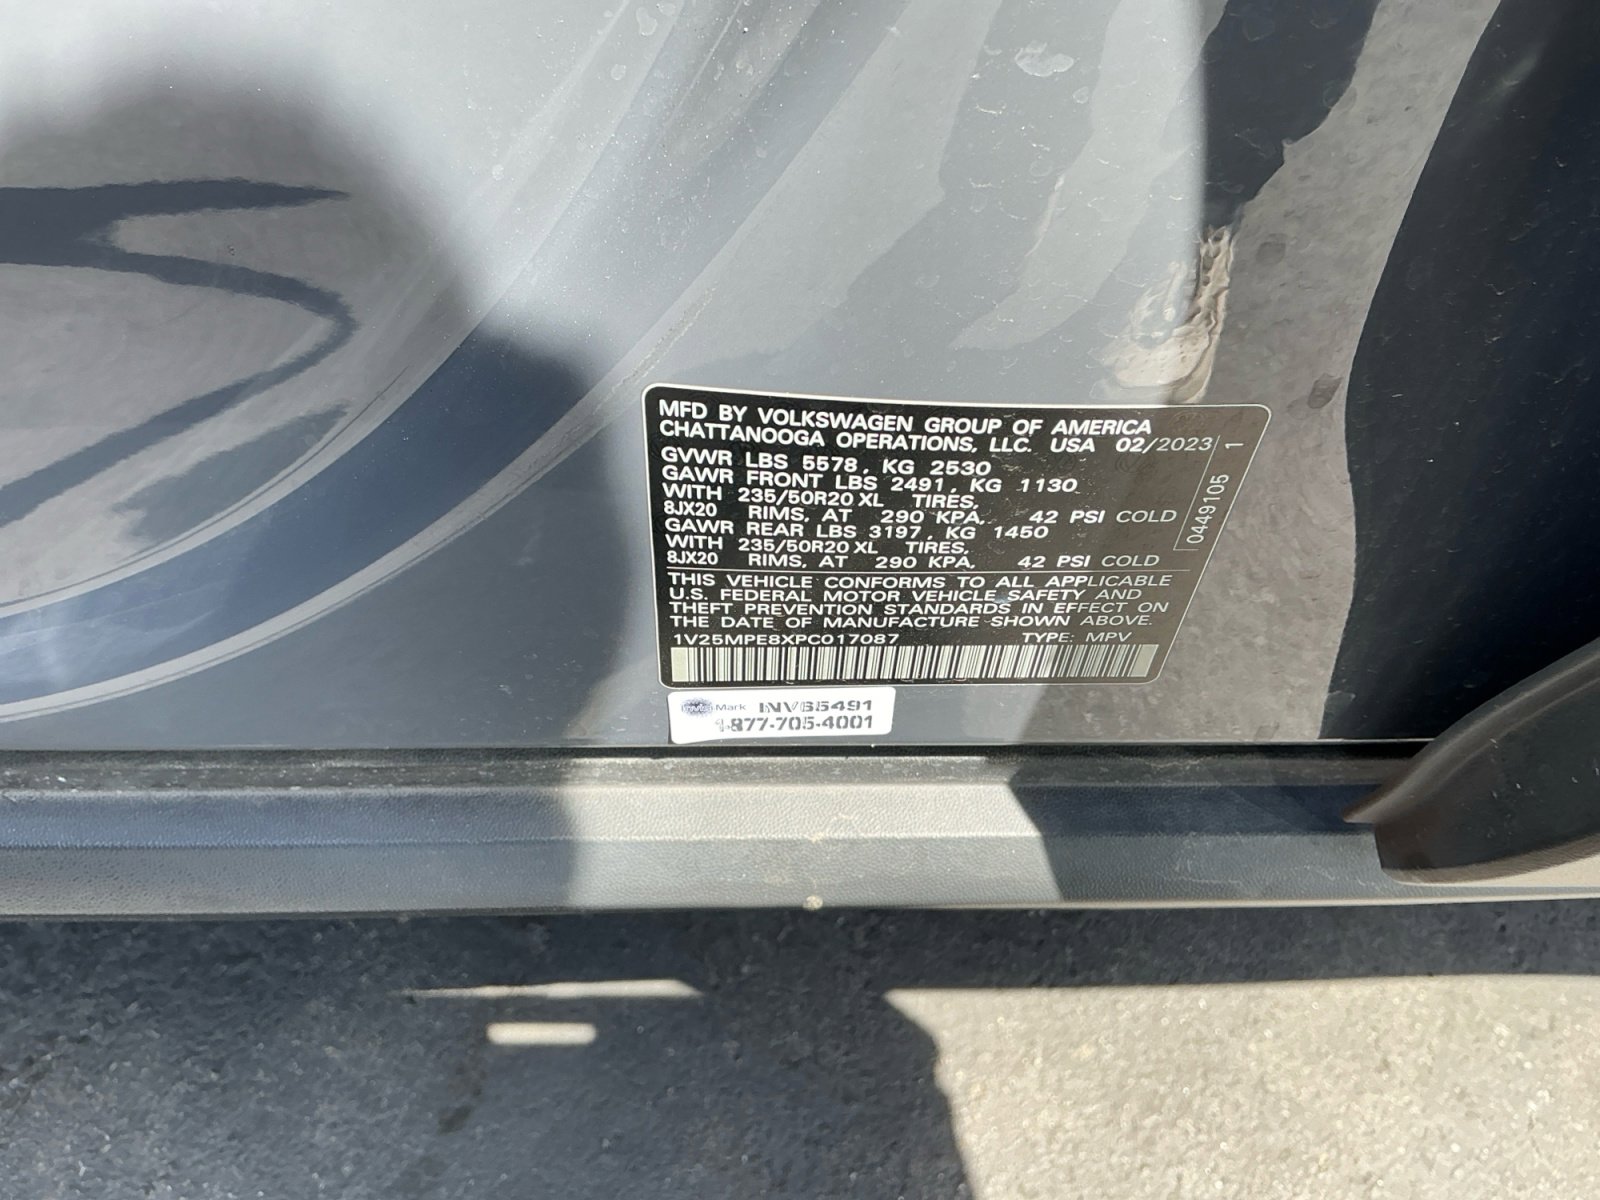 MFD BY VOLKSWAGEN GROUP OF AMERICA
CHATTANOOGA OPERATIONS, LLC. USA 02/2023 1
GVWR LBS 5578, KG 2530
GAWR FRONT LBS 2491, KG 1130
WITH 235/50R20 XL TIRES,
8JX20 RIMS, AT 290 KPA, 42 PSI COLD
GAWR REAR LBS 3197, KG 1450
WITH 235/50R20 XL TIRES,
8JX20 RIMS, AT 290 KPA, 42 PSI COLD
0449105
THIS VEHICLE CONFORMS TO ALL APPLICABLE
U.S. FEDERAL MOTOR VEHICLE SAFETY AND
THEFT PREVENTION STANDARDS IN EFFECT ON
THE DATE OF MANUFACTURE SHOWN ABOVE.
1V25MPE8XPC017087 TYPE: MPV
Mark
1-877-705-4001